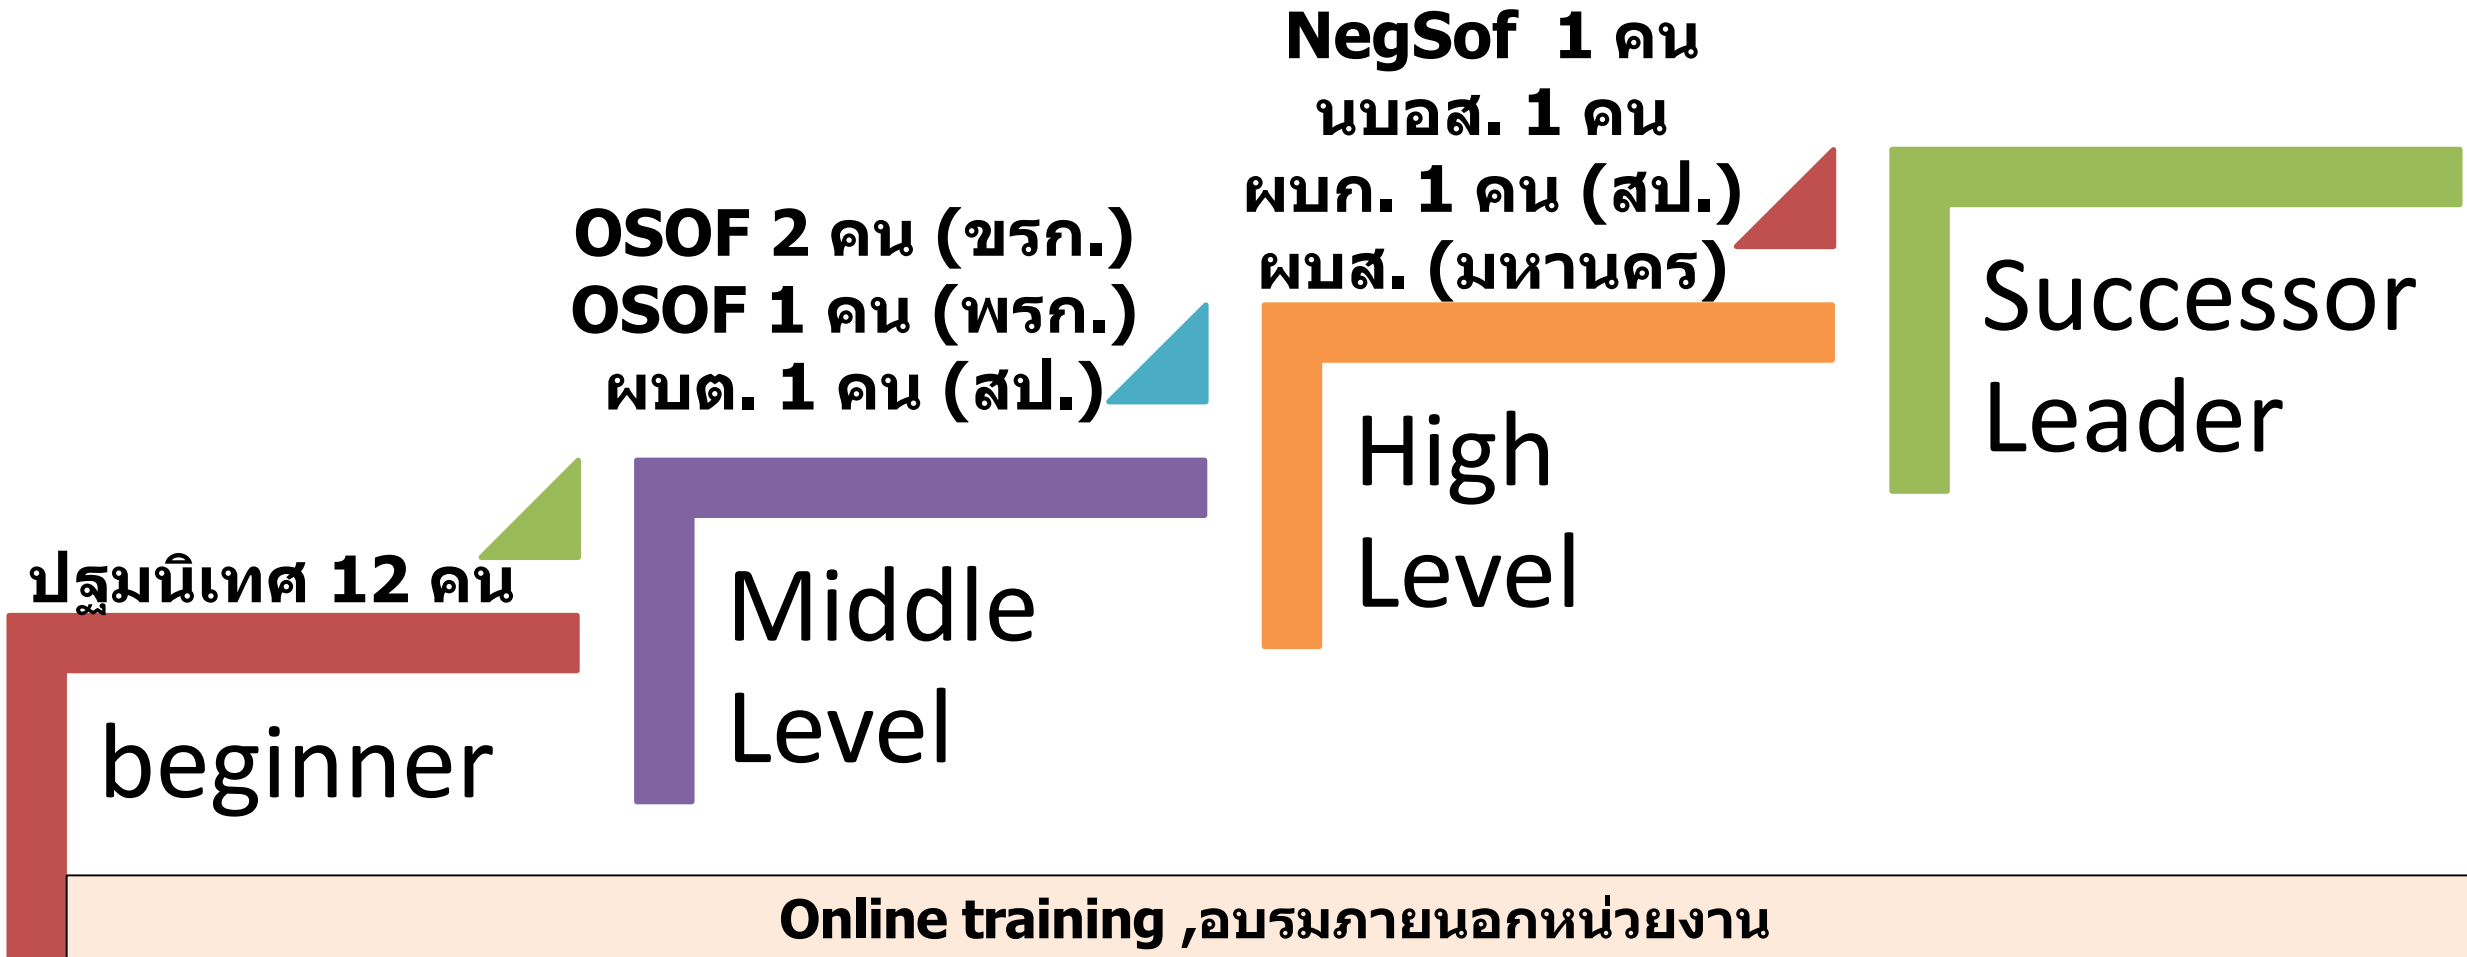 NegSof  1 คน
นบอส. 1 คน
ผบก. 1 คน (สป.)
ผบส. (มหานคร)
OSOF 2 คน (ขรก.)
OSOF 1 คน (พรก.)
ผบต. 1 คน (สป.)
ปฐมนิเทศ 12 คน
beginner
Middle
Level
High
Level
Successor
Leader
Online training ,อบรมภายนอกหน่วยงาน